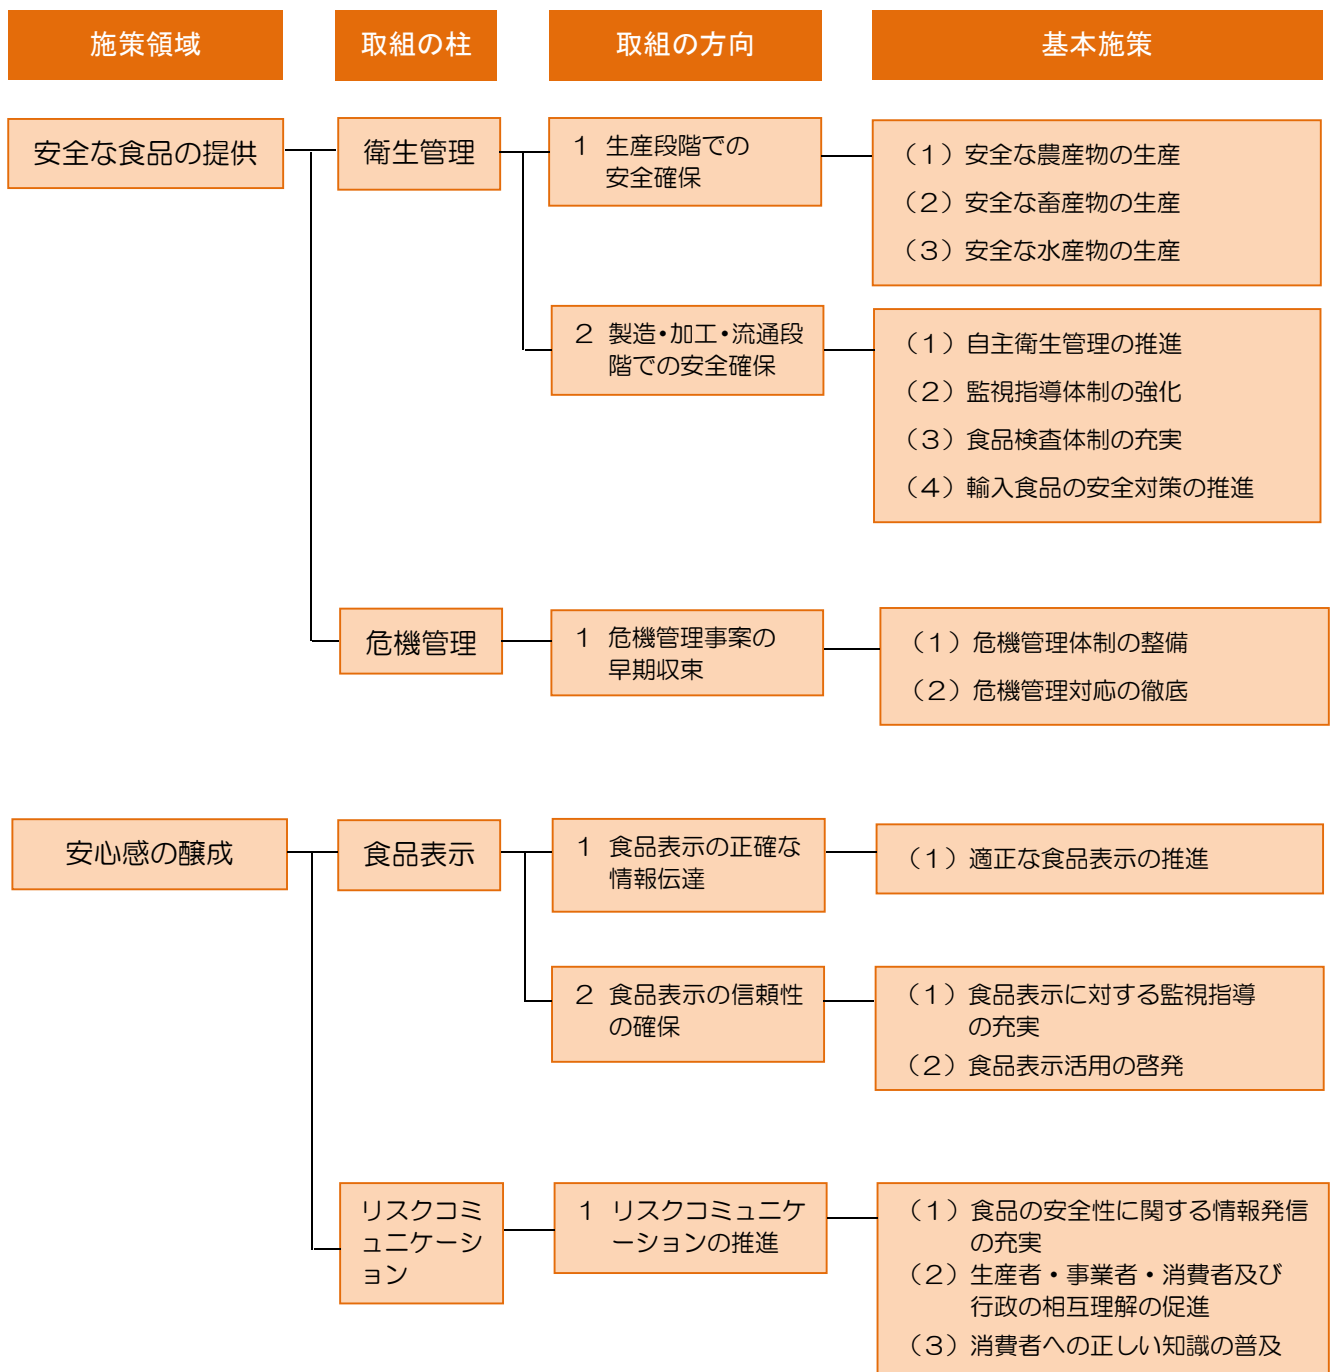 施策領域
取組の柱
取組の方向
基本施策
安全な食品の提供
衛生管理
1 生産段階での
安全確保
（1）安全な農産物の生産
（2）安全な畜産物の生産
（3）安全な水産物の生産
2 製造・加工・流通段
階での安全確保
（1）自主衛生管理の推進
（2）監視指導体制の強化
（3）食品検査体制の充実
（4）輸入食品の安全対策の推進
危機管理
1 危機管理事案の
早期収束
（1）危機管理体制の整備
（2）危機管理対応の徹底
安心感の醸成
食品表示
1 食品表示の正確な
情報伝達
（1）適正な食品表示の推進
2 食品表示の信頼性
の確保
（1）食品表示に対する監視指導
の充実
（2）食品表示活用の啓発
リスクコミ
ュニケーシ
ョン
1 リスクコミュニケ
ーションの推進
（1）食品の安全性に関する情報発信
の充実
（2）生産者・事業者・消費者及び
行政の相互理解の促進
（3）消費者への正しい知識の普及